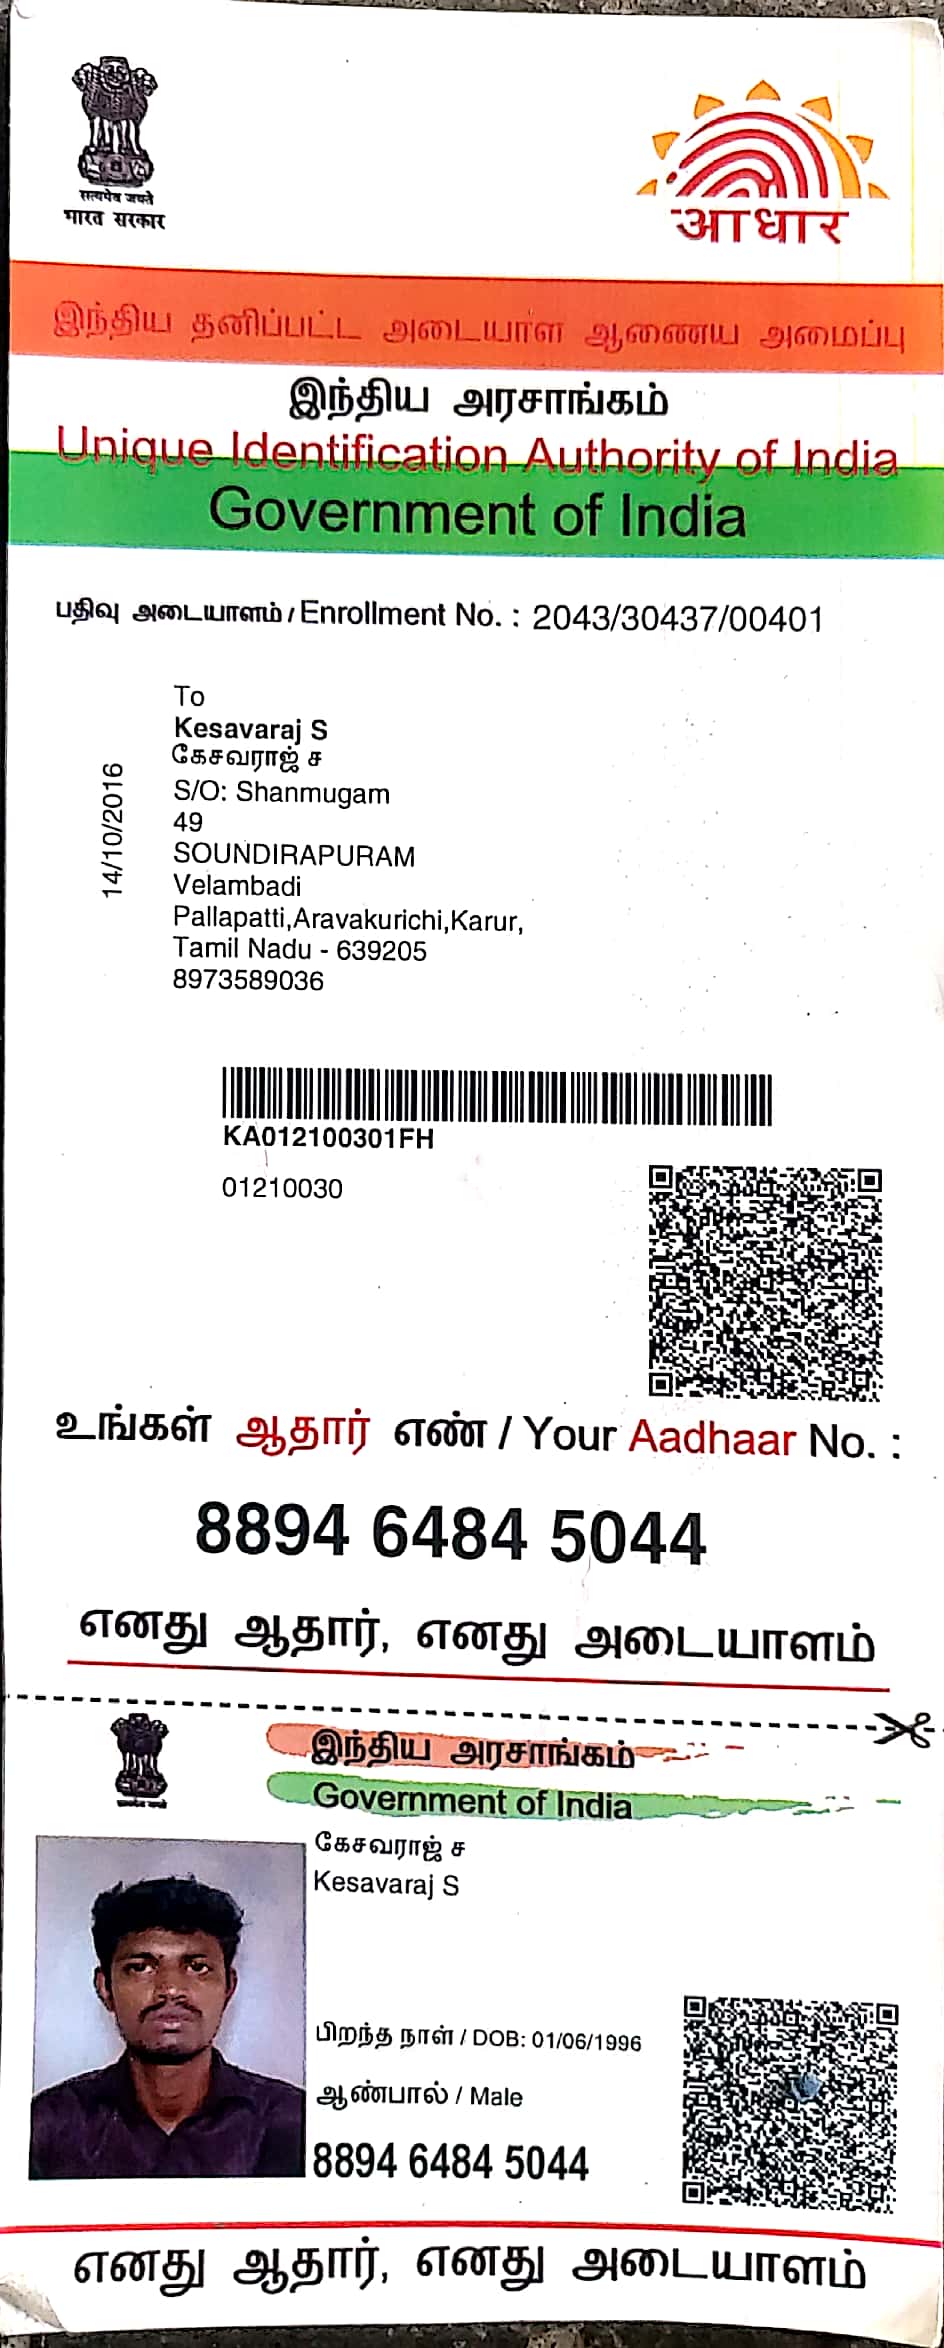 सत्यमेव जयते
भारत सरकार
आधार
இந்திய தனிப்பட்ட அடையாள ஆணைய அமைப்பு
இந்திய அரசாங்கம்
Unique Identification Authority of India
Government of India
பதிவு அடையாளம் / Enrollment No. : 2043/30437/00401
14/10/2016
To
Kesavaraj S
கேசவராஜ் ச
S/O: Shanmugam
49
SOUNDIRAPURAM
Velambadi
Pallapatti,Aravakurichi,Karur,
Tamil Nadu - 639205
8973589036
KA012100301FH
01210030
உங்கள் ஆதார் எண் / Your Aadhaar No. :
8894 6484 5044
எனது ஆதார், எனது அடையாளம்
இந்திய அரசாங்கம்
Government of India
கேசவராஜ் ச
Kesavaraj S
பிறந்த நாள் / DOB: 01/06/1996
ஆண்பால் / Male
8894 6484 5044
எனது ஆதார், எனது அடையாளம்